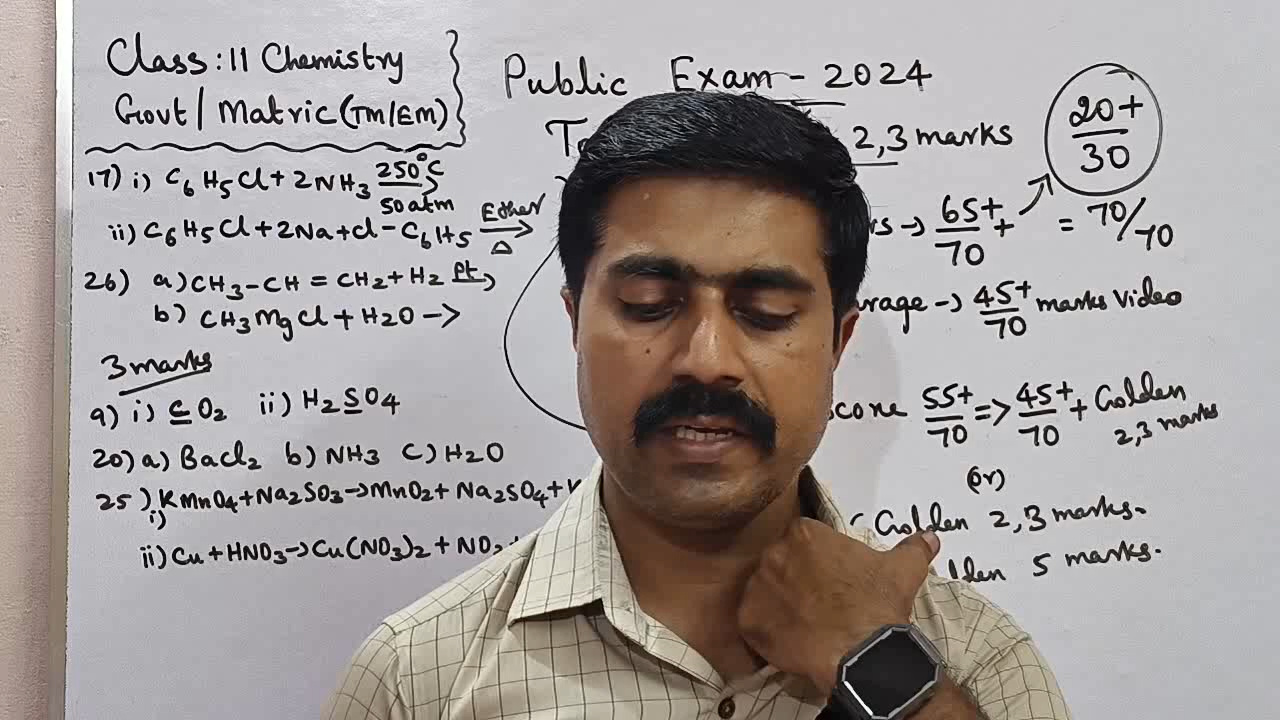 Class: 11 Chemistry
Govt / Matric (TM/EM)
17) i) C6H5Cl + 2NH3 250°C
50 atm
ii) C6H5Cl + 2Na + Cl - C6H5 Ether
Δ
26) a) CH3-CH = CH2 + H2 Pt
b) CH3MgCl + H2O →
3 marks
9) i) CO2 ii) H2SO4
20) a) BaCl2 b) NH3 c) H2O
25) i) KMnO4 + Na2SO3 → MnO2 + Na2SO4 +
ii) Cu + HNO3 → Cu(NO3)2 + NO2 +
Public Exam - 2024
2,3 marks
20+/30
→ 65+/70 + = 70/70
→ 45+/70 marks Video
score 55+/70 => 45+/70 + Golden
2,3 marks
(or)
Golden 2,3 marks.
5 marks.